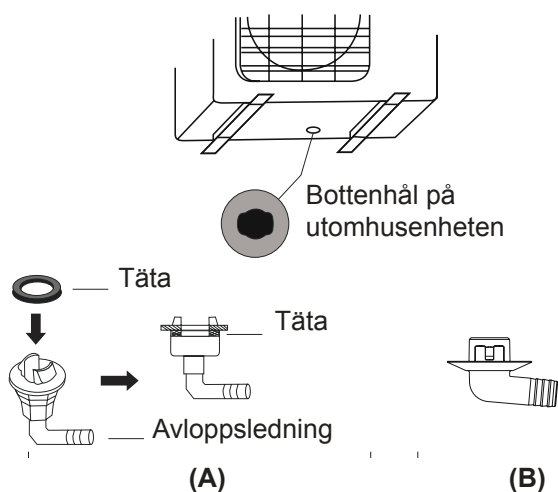 Bottenhål på
utomhusenheten
Täta
Täta
Avloppsledning
(A)
(B)